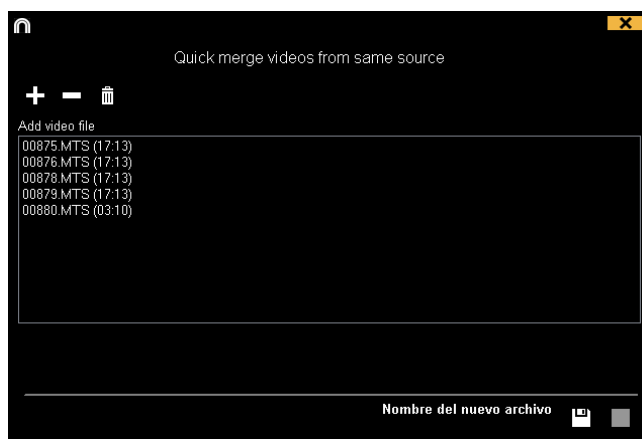 Quick merge videos from same source
Add video file
00875.MTS (17:13)
00876.MTS (17:13)
00878.MTS (17:13)
00879.MTS (17:13)
00880.MTS (03:10)
Nombre del nuevo archivo